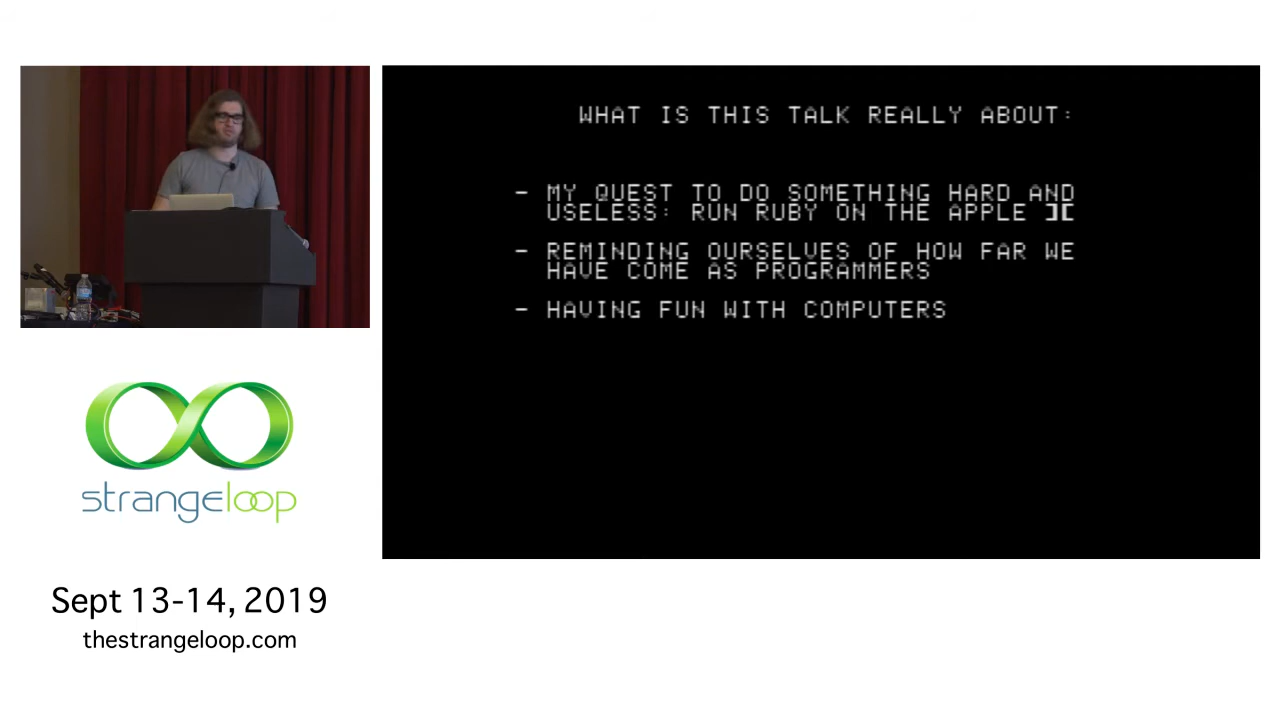 WHAT IS THIS TALK REALLY ABOUT:
- MY QUEST TO DO SOMETHING HARD AND
USELESS: RUN RUBY ON THE APPLE ][
- REMINDING OURSELVES OF HOW FAR WE
HAVE COME AS PROGRAMMERS
- HAVING FUN WITH COMPUTERS
strangeloop
Sept 13-14, 2019
thestrangeloop.com